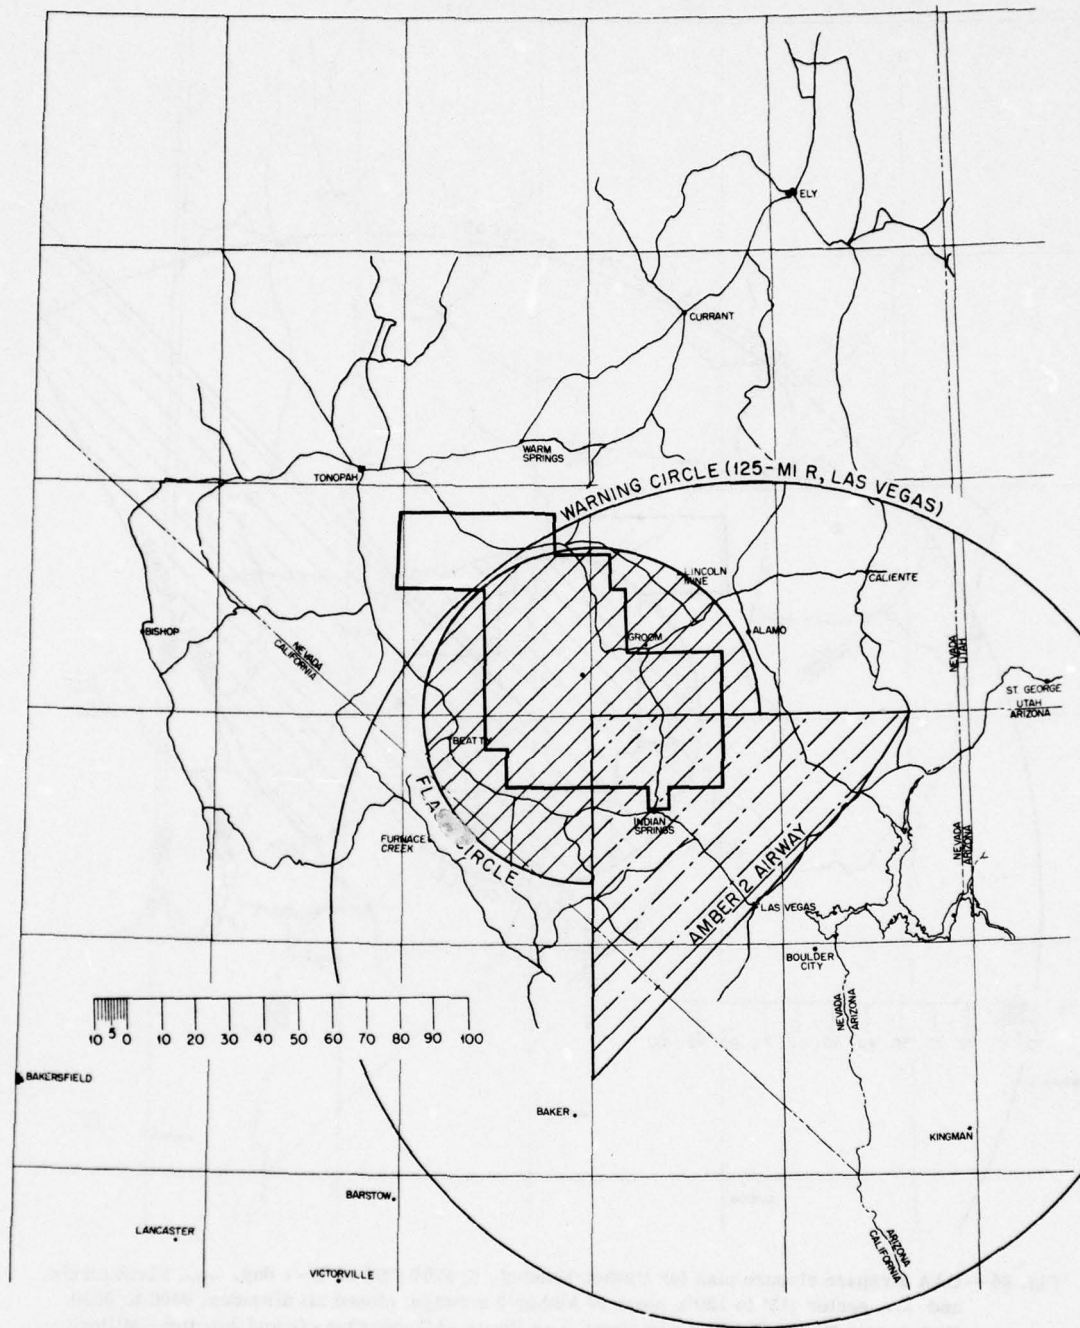 ELY
CURRANT
WARM
SPRINGS
TONOPAH
WARNING CIRCLE (125-MI R, LAS VEGAS)
LINCOLN
MINE
CALIENTE
BISHOP
NEVADA
CALIFORNIA
GROOM
ALAMO
NEVADA
UTAH
ST. GEORGE
UTAH
ARIZONA
BEATTY
FLASH CIRCLE
INDIAN
SPRINGS
FURNACE
CREEK
AMBER 2 AIRWAY
NEVADA
ARIZONA
LAS VEGAS
BOULDER
CITY
NEVADA
ARIZONA
10 5 0 10 20 30 40 50 60 70 80 90 100
BAKERSFIELD
BAKER
KINGMAN
BARSTOW
LANCASTER
ARIZONA
CALIFORNIA
VICTORVILLE